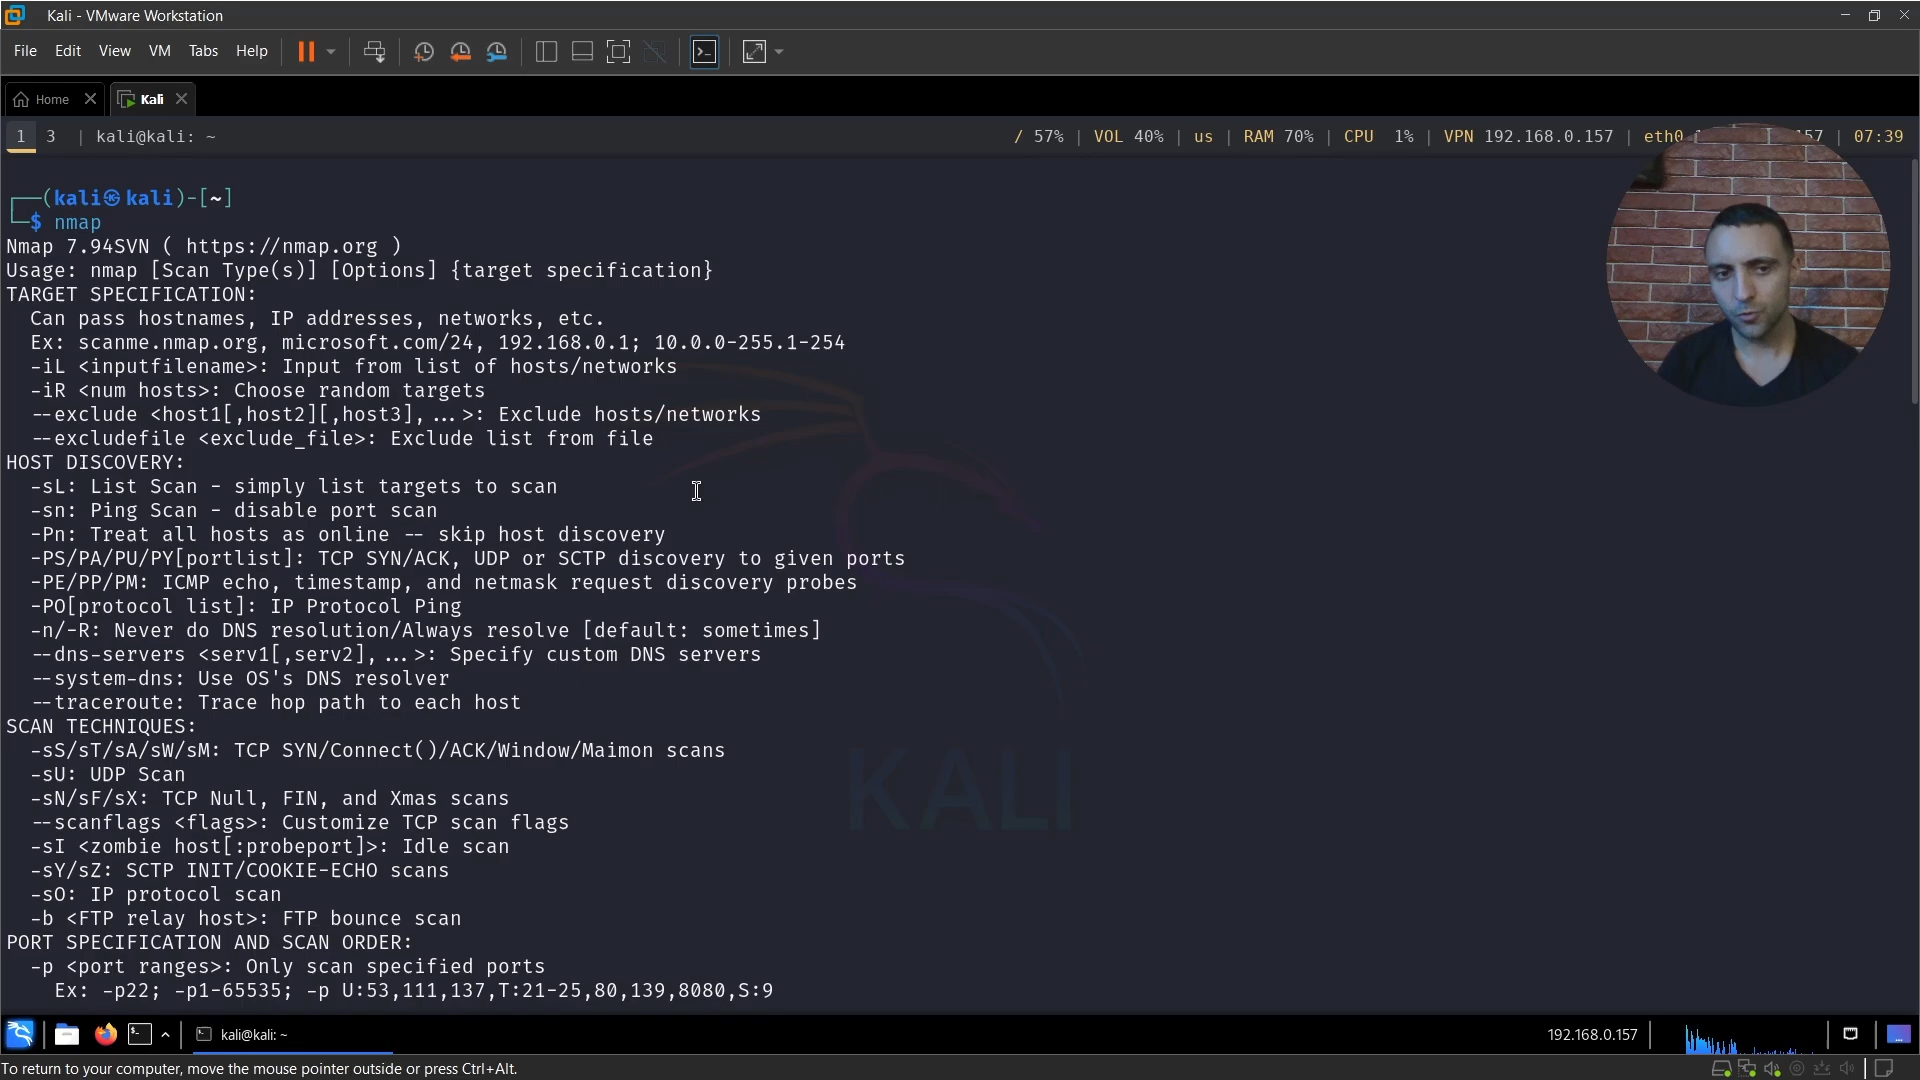 Kali - VMware Workstation
File Edit View VM Tabs Help
Home Kali
1 3 | kali@kali: ~ / 57% | VOL 40% | us | RAM 70% | CPU 1% | VPN 192.168.0.157 | eth0 57 | 07:39
┌──(kali㉿kali)-[~]
└─$ nmap
Nmap 7.94SVN ( https://nmap.org )
Usage: nmap [Scan Type(s)] [Options] {target specification}
TARGET SPECIFICATION:
Can pass hostnames, IP addresses, networks, etc.
Ex: scanme.nmap.org, microsoft.com/24, 192.168.0.1; 10.0.0-255.1-254
-iL <inputfilename>: Input from list of hosts/networks
-iR <num hosts>: Choose random targets
--exclude <host1[,host2][,host3],...>: Exclude hosts/networks
--excludefile <exclude_file>: Exclude list from file
HOST DISCOVERY:
-sL: List Scan - simply list targets to scan
-sn: Ping Scan - disable port scan
-Pn: Treat all hosts as online -- skip host discovery
-PS/PA/PU/PY[portlist]: TCP SYN/ACK, UDP or SCTP discovery to given ports
-PE/PP/PM: ICMP echo, timestamp, and netmask request discovery probes
-PO[protocol list]: IP Protocol Ping
-n/-R: Never do DNS resolution/Always resolve [default: sometimes]
--dns-servers <serv1[,serv2],...>: Specify custom DNS servers
--system-dns: Use OS's DNS resolver
--traceroute: Trace hop path to each host
SCAN TECHNIQUES:
-sS/sT/sA/sW/sM: TCP SYN/Connect()/ACK/Window/Maimon scans
-sU: UDP Scan
-sN/sF/sX: TCP Null, FIN, and Xmas scans
--scanflags <flags>: Customize TCP scan flags
-sI <zombie host[:probeport]>: Idle scan
-sY/sZ: SCTP INIT/COOKIE-ECHO scans
-sO: IP protocol scan
-b <FTP relay host>: FTP bounce scan
PORT SPECIFICATION AND SCAN ORDER:
-p <port ranges>: Only scan specified ports
Ex: -p22; -p1-65535; -p U:53,111,137,T:21-25,80,139,8080,S:9
KALI
kali@kali: ~ 192.168.0.157
To return to your computer, move the mouse pointer outside or press Ctrl+Alt.